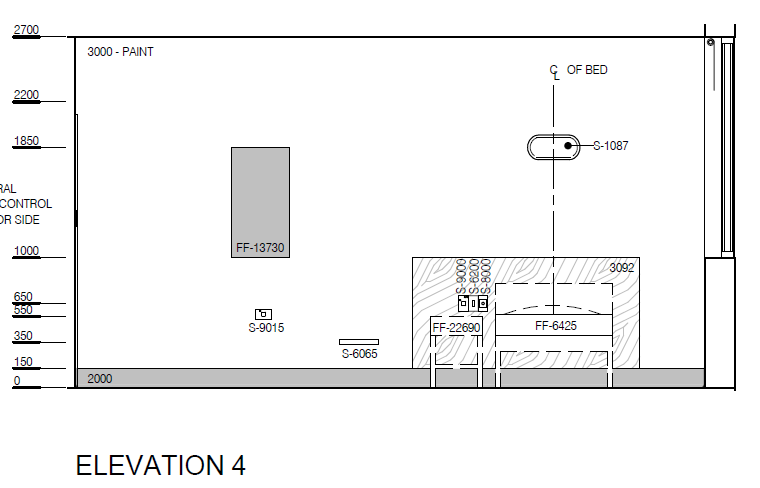 2700
3000 - PAINT
℄ OF BED
2200
1850
S-1087
RAL
CONTROL
OR SIDE
FF-13730
1000
3092
S-9000
S-6200
S-8000
650
550
S-9015
FF-22690
FF-6425
350
S-6065
150
2000
0
ELEVATION 4